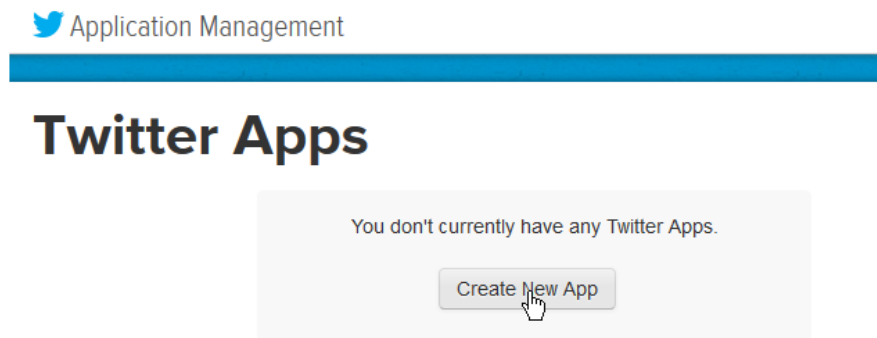 Application Management
Twitter Apps
You don't currently have any Twitter Apps.
Create New App